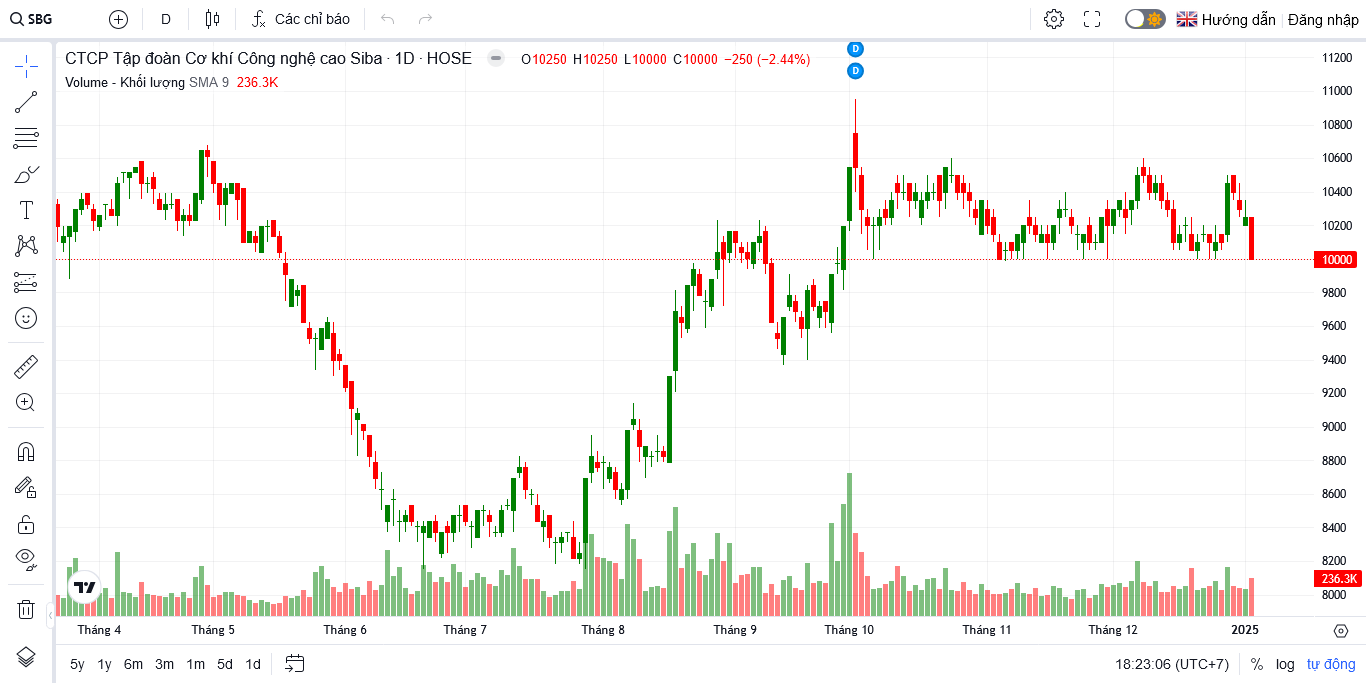 SBG D Các chỉ báo Hướng dẫn Đăng nhập
CTCP Tập đoàn Cơ khí Công nghệ cao Siba · 1D · HOSE O10250 H10250 L10000 C10000 −250 (−2.44%)
Volume - Khối lượng SMA 9 236.3K
D
D
11200
11000
10800
10600
10400
10200
10000
9800
9600
9400
9200
9000
8800
8600
8400
8200
236.3K
8000
Tháng 4 Tháng 5 Tháng 6 Tháng 7 Tháng 8 Tháng 9 Tháng 10 Tháng 11 Tháng 12 2025
5y 1y 6m 3m 1m 5d 1d 18:23:06 (UTC+7) % log tự động